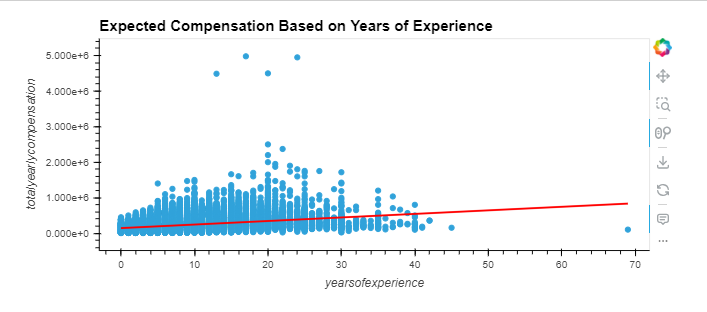 Expected Compensation Based on Years of Experience
totalyearlycompensation
5.000e+6
4.000e+6
3.000e+6
2.000e+6
1.000e+6
0.000e+0
0 10 20 30 40 50 60 70
yearsofexperience